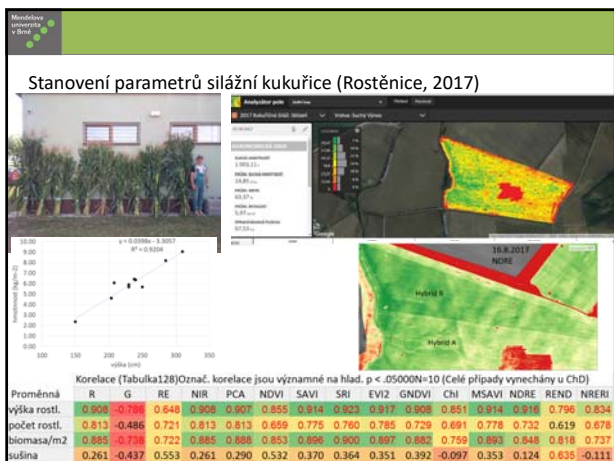 Mendelova
univerzita
v Brně
Stanovení parametrů silážní kukuřice (Rostěnice, 2017)
Analyzátor pole
63,37
67,53
16.8.2017
NDRE
Hybrid R
Hybrid A
y = 0.0398x - 3.3057
R² = 0.9204
10.00
9.00
8.00
7.00
6.00
5.00
4.00
3.00
2.00
1.00
0.00
hmotnost (kg/m-2)
100 150 200 250 300 350
výška (cm)
Korelace (Tabulka128)Označ. korelace jsou významné na hlad. p < .05000N=10 (Celé případy vynechány u ChD)
Proměnná R G RE NIR PCA NDVI SAVI SRI EVI2 GNDVI ChI MSAVI NDRE REND NRERI
výška rostl. 0.908 -0.786 0.648 0.908 0.907 0.855 0.914 0.923 0.917 0.908 0.851 0.914 0.916 0.796 0.834
počet rostl. 0.813 -0.486 0.721 0.813 0.813 0.659 0.775 0.760 0.785 0.729 0.691 0.778 0.732 0.619 0.678
biomasa/m2 0.885 -0.738 0.722 0.885 0.888 0.853 0.896 0.900 0.897 0.882 0.759 0.893 0.848 0.818 0.737
sušina 0.261 -0.437 0.553 0.261 0.290 0.532 0.370 0.364 0.351 0.392 -0.097 0.353 0.124 0.635 -0.117